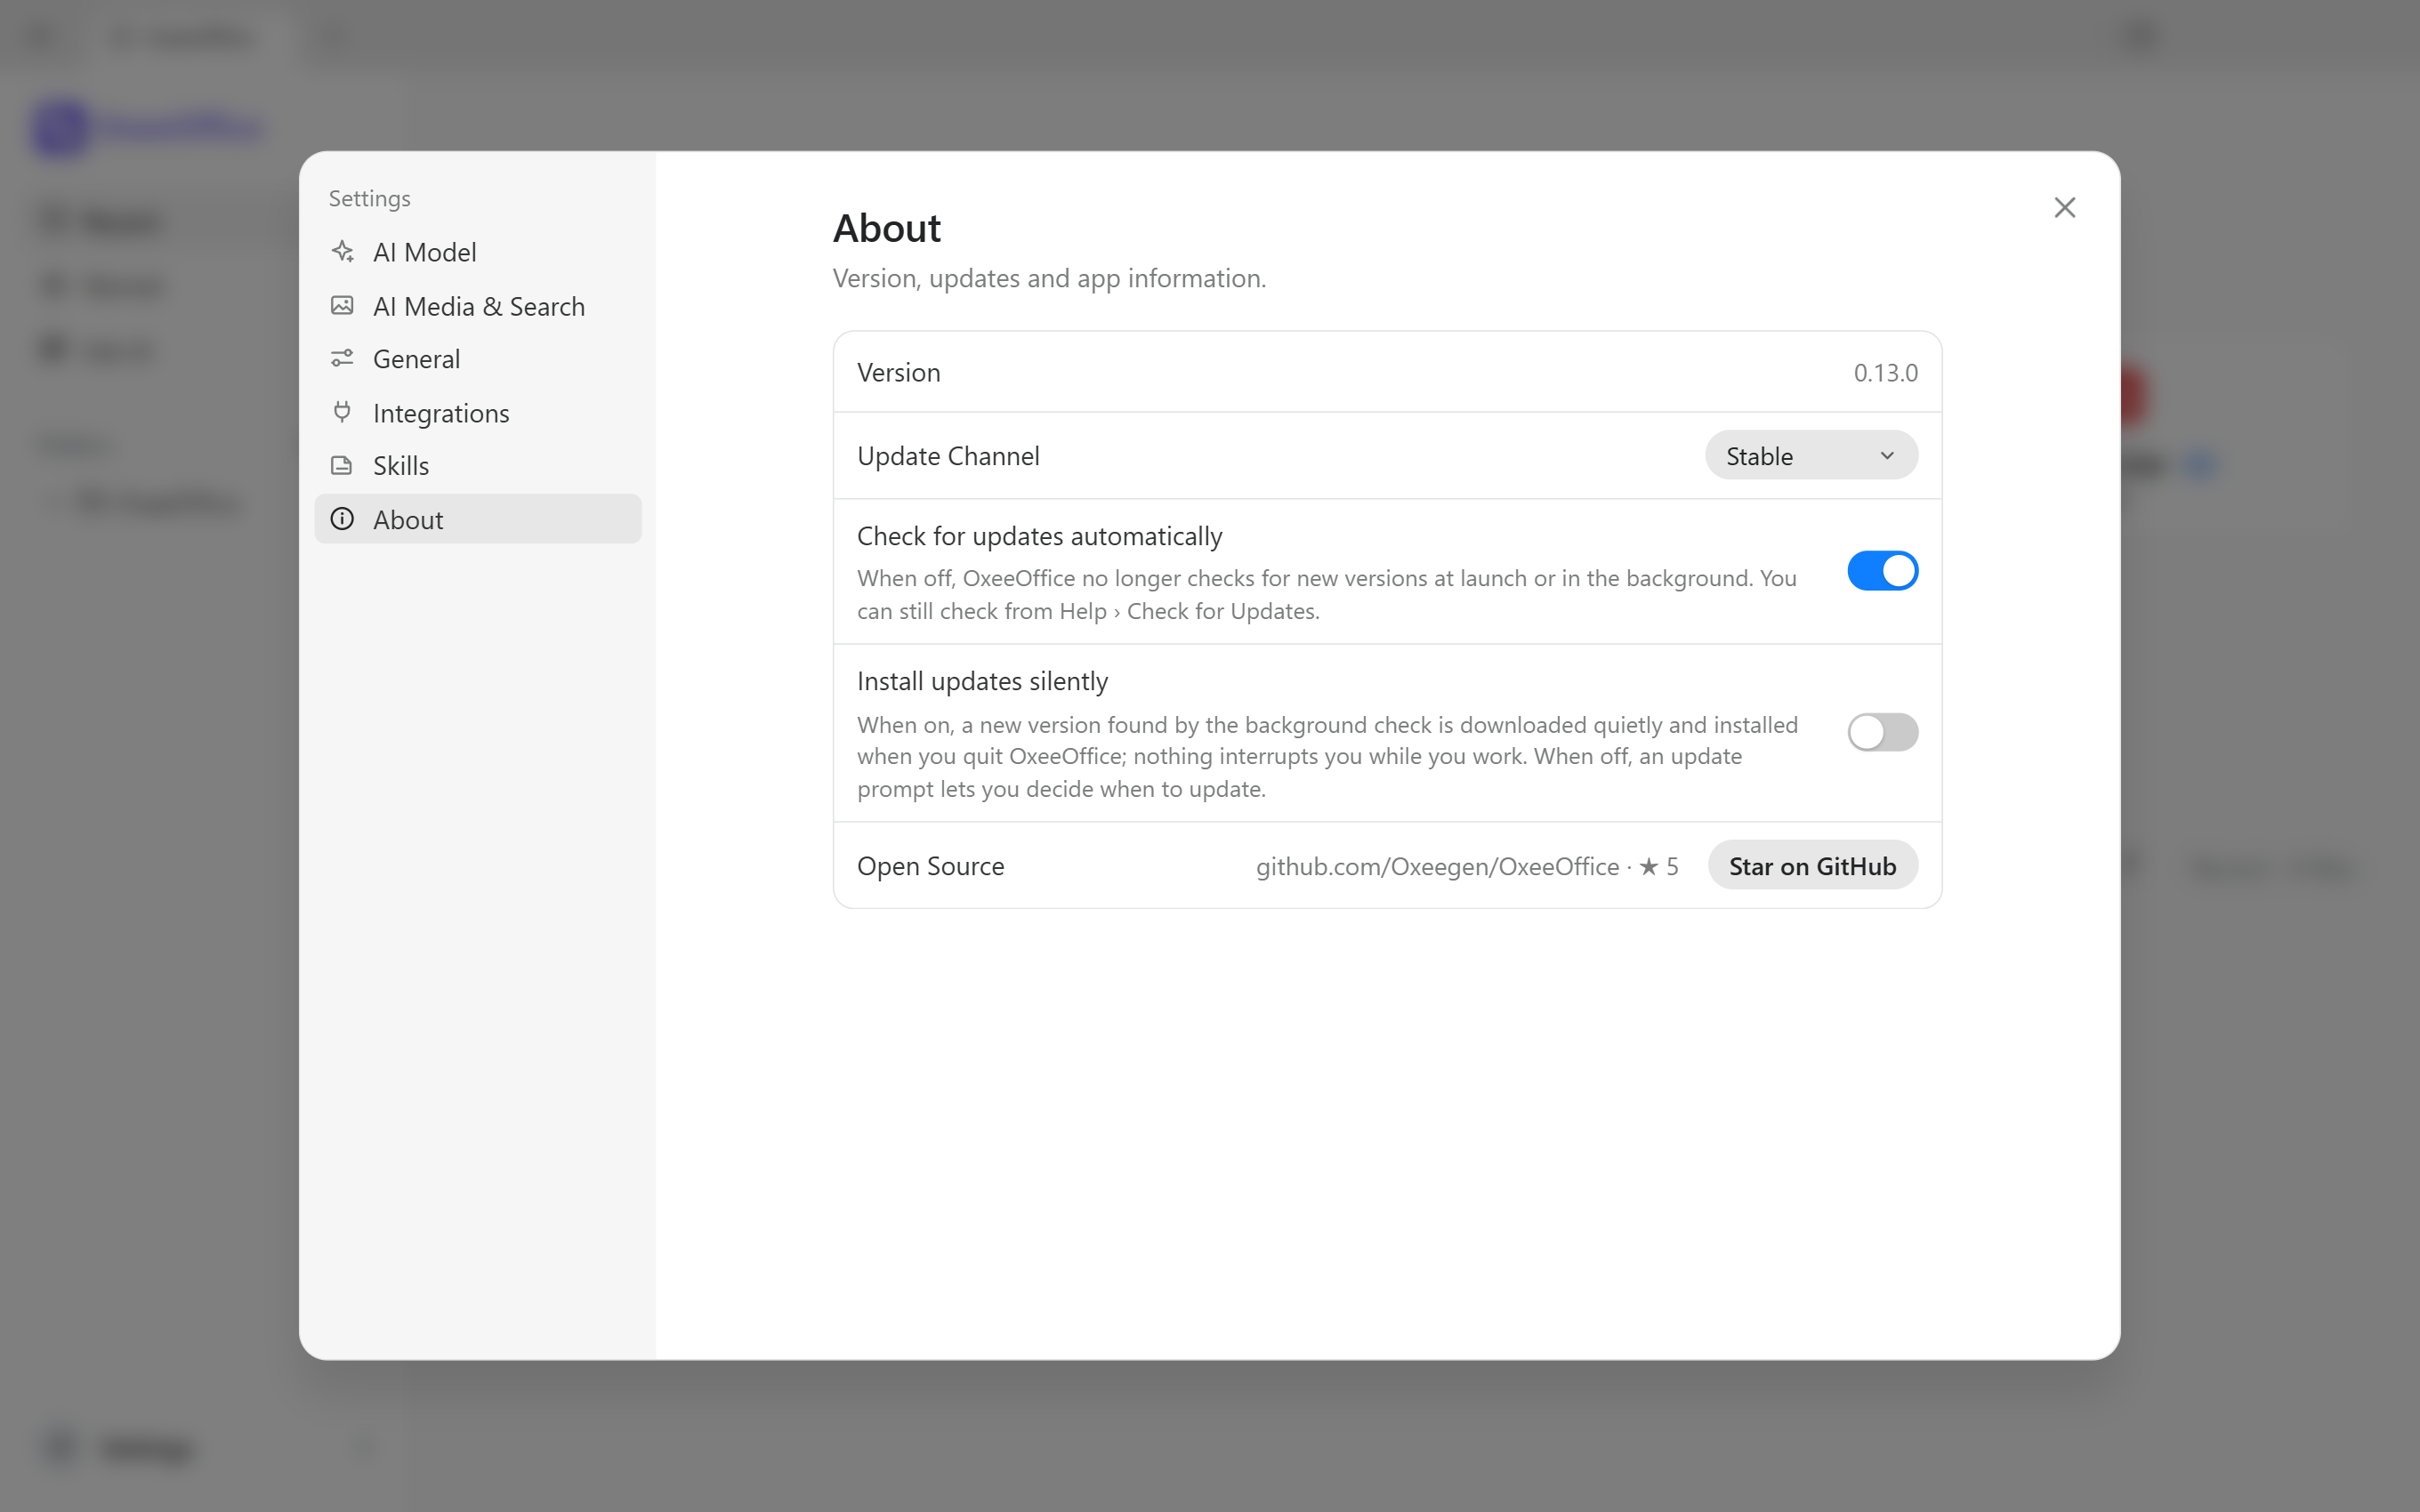 Settings
AI Model
AI Media & Search
General
Integrations
Skills
About
About
Version, updates and app information.
Version 0.13.0
Update Channel Stable
Check for updates automatically
When off, OxeeOffice no longer checks for new versions at launch or in the background. You
can still check from Help › Check for Updates.
Install updates silently
When on, a new version found by the background check is downloaded quietly and installed
when you quit OxeeOffice; nothing interrupts you while you work. When off, an update
prompt lets you decide when to update.
Open Source github.com/Oxeegen/OxeeOffice · ★ 5 Star on GitHub